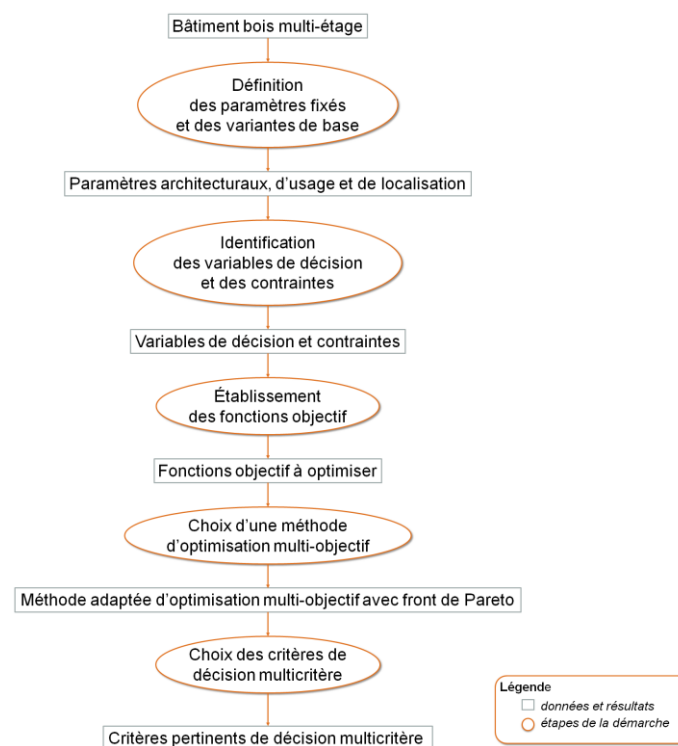 Bâtiment bois multi-étage
Définition
des paramètres fixés
et des variantes de base
Paramètres architecturaux, d'usage et de localisation
Identification
des variables de décision
et des contraintes
Variables de décision et contraintes
Établissement
des fonctions objectif
Fonctions objectif à optimiser
Choix d'une méthode
d'optimisation multi-objectif
Méthode adaptée d'optimisation multi-objectif avec front de Pareto
Choix des critères de
décision multicritère
Critères pertinents de décision multicritère
Légende
données et résultats
étapes de la démarche